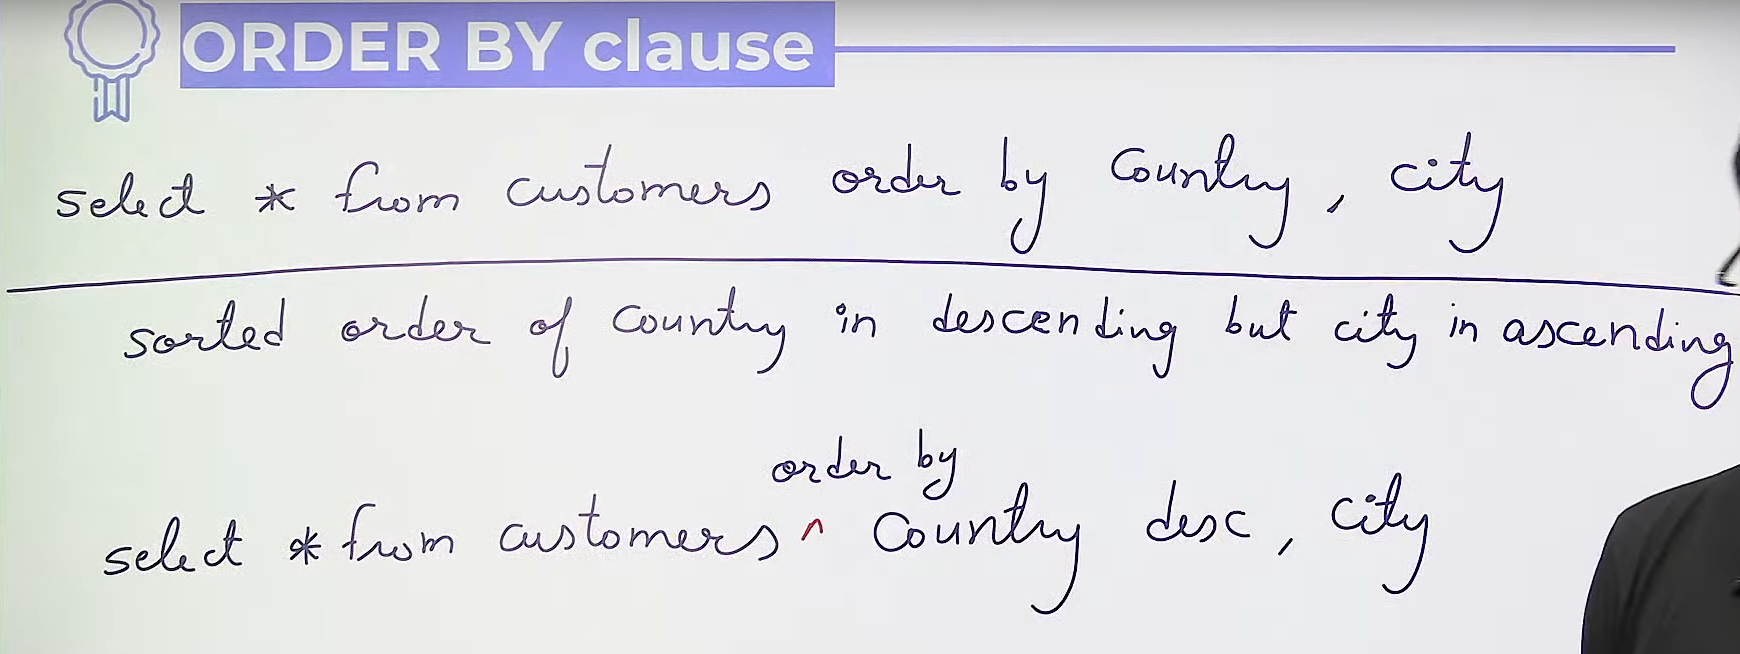 ORDER BY clause
select * from customers order by Country, city
sorted order of Country in descending but city in ascending
order by
select * from customers ^ Country desc, city